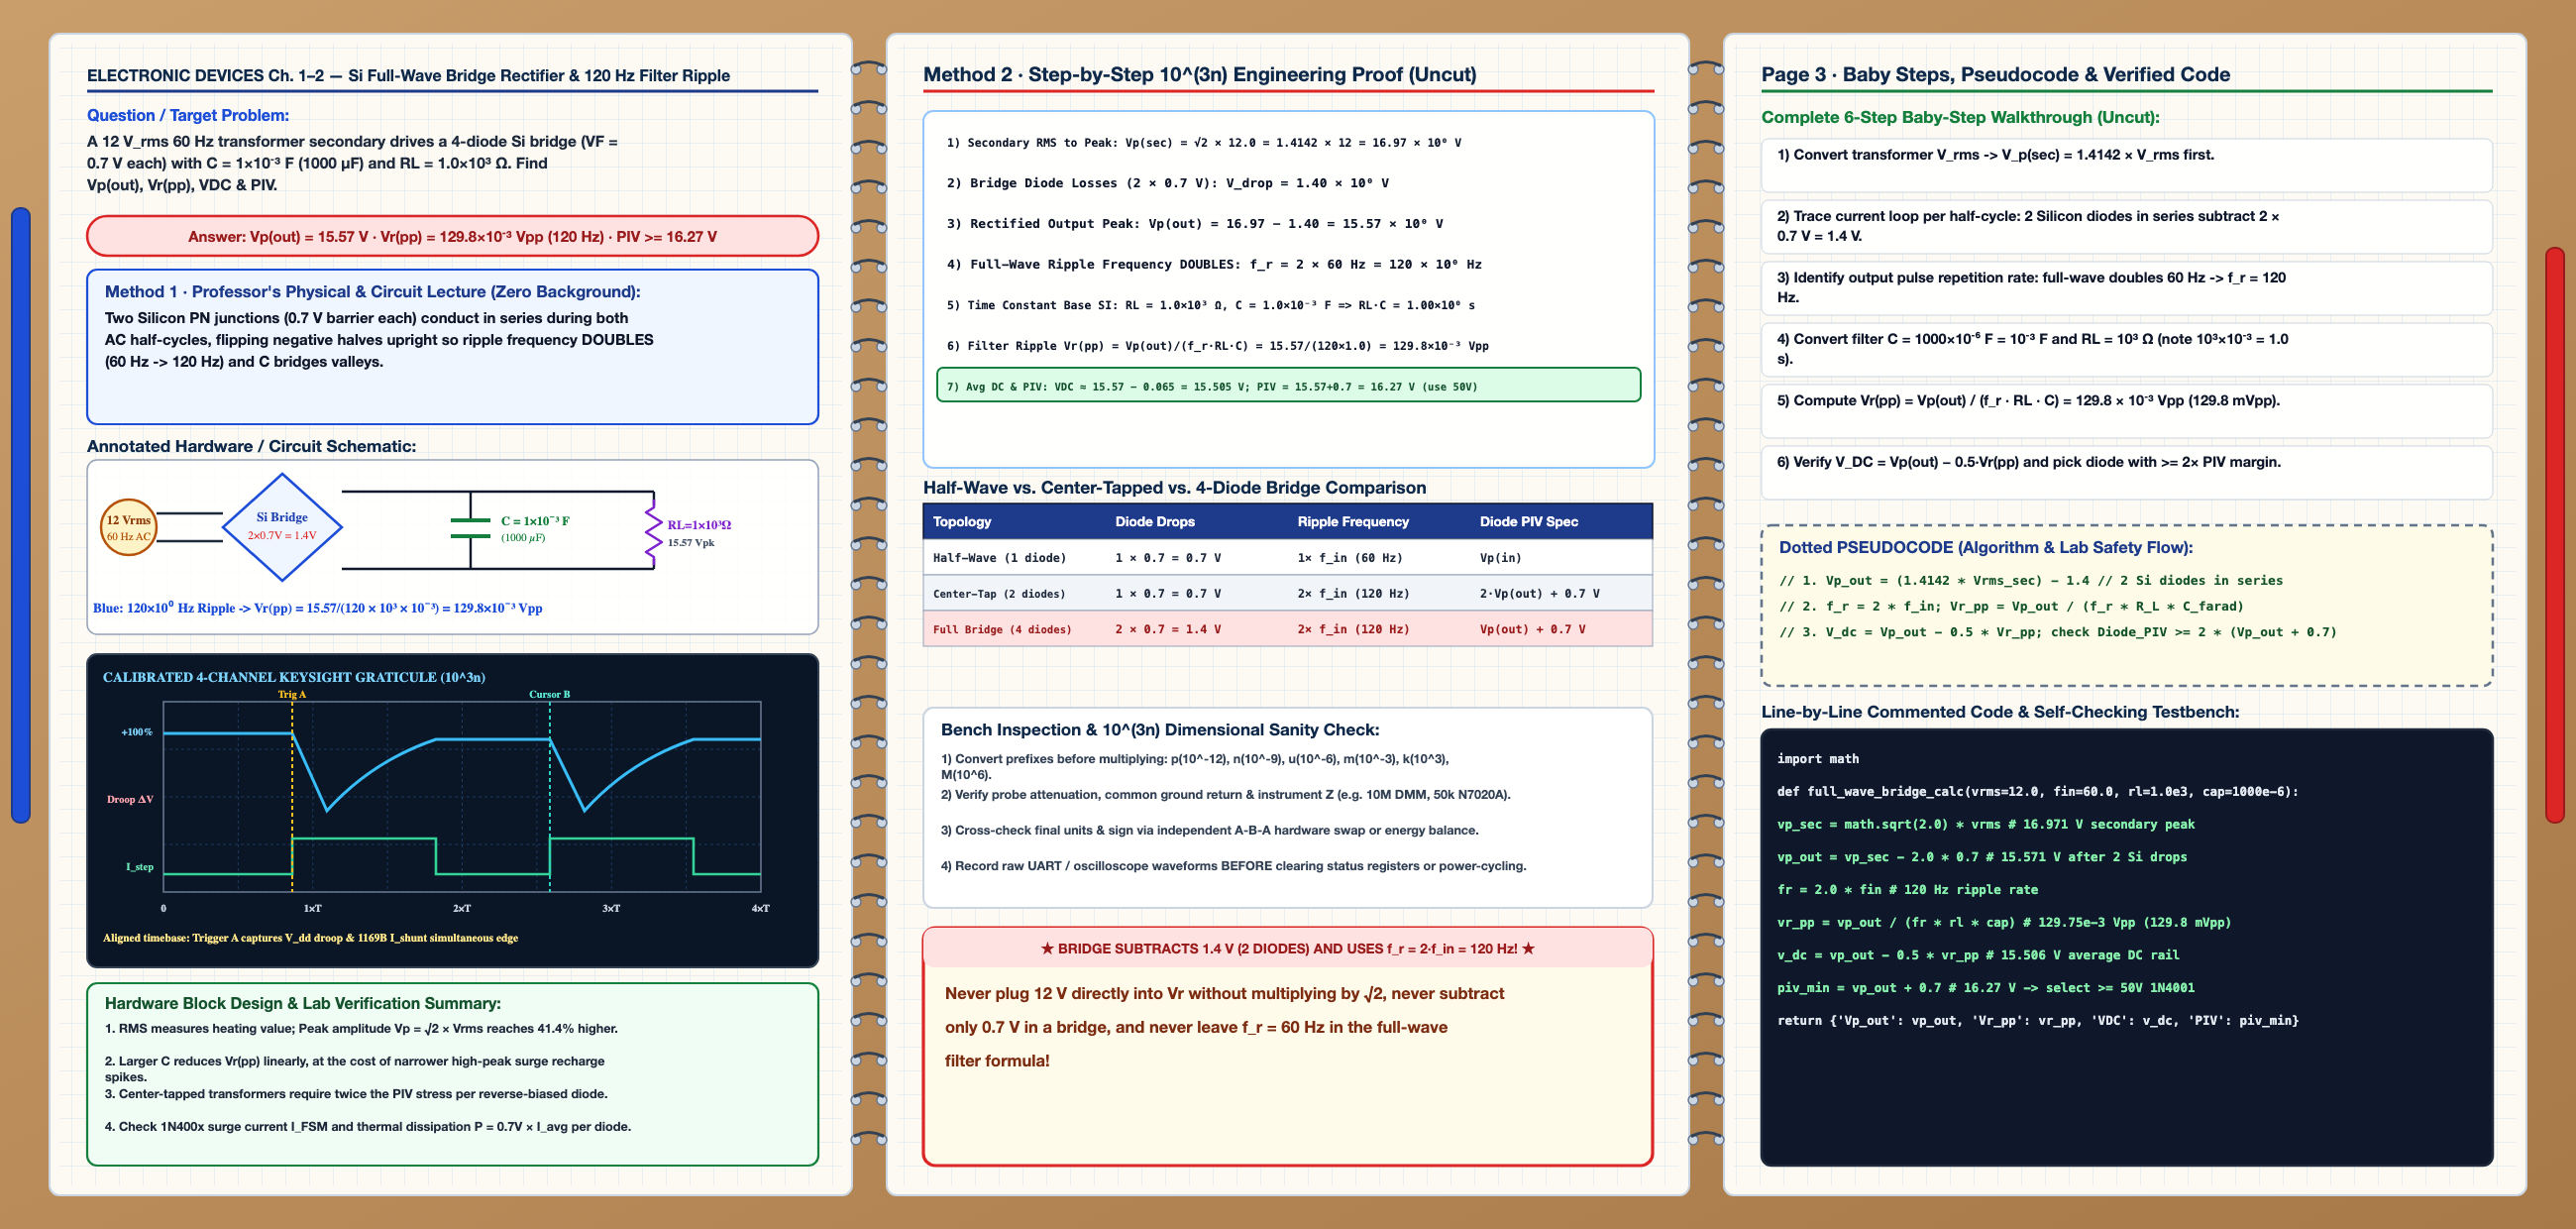 ELECTRONIC DEVICES Ch. 1–2 — Si Full-Wave Bridge Rectifier & 120 Hz Filter Ripple
Question / Target Problem:
A 12 V_rms 60 Hz transformer secondary drives a 4-diode Si bridge (VF =
0.7 V each) with C = 1×10⁻³ F (1000 µF) and RL = 1.0×10³ Ω. Find
Vp(out), Vr(pp), VDC & PIV.
Answer: Vp(out) = 15.57 V · Vr(pp) = 129.8×10⁻³ Vpp (120 Hz) · PIV >= 16.27 V
Method 1 · Professor's Physical & Circuit Lecture (Zero Background):
Two Silicon PN junctions (0.7 V barrier each) conduct in series during both
AC half-cycles, flipping negative halves upright so ripple frequency DOUBLES
(60 Hz -> 120 Hz) and C bridges valleys.
Annotated Hardware / Circuit Schematic:
12 Vrms
60 Hz AC
Si Bridge
2×0.7V = 1.4V
C = 1×10⁻³ F
(1000 µF)
RL=1×10³Ω
15.57 Vpk
Blue: 120×10⁰ Hz Ripple -> Vr(pp) = 15.57/(120 × 10³ × 10⁻³) = 129.8×10⁻³ Vpp
CALIBRATED 4-CHANNEL KEYSIGHT GRATICULE (10^3n)
Trig A
Cursor B
+100%
Droop ΔV
I_step
0
1×T
2×T
3×T
4×T
Aligned timebase: Trigger A captures V_dd droop & 1169B I_shunt simultaneous edge
Hardware Block Design & Lab Verification Summary:
1. RMS measures heating value; Peak amplitude Vp = √2 × Vrms reaches 41.4% higher.
2. Larger C reduces Vr(pp) linearly, at the cost of narrower high-peak surge recharge
spikes.
3. Center-tapped transformers require twice the PIV stress per reverse-biased diode.
4. Check 1N400x surge current I_FSM and thermal dissipation P = 0.7V × I_avg per diode.
Method 2 · Step-by-Step 10^(3n) Engineering Proof (Uncut)
1) Secondary RMS to Peak: Vp(sec) = √2 × 12.0 = 1.4142 × 12 = 16.97 × 10⁰ V
2) Bridge Diode Losses (2 × 0.7 V): V_drop = 1.40 × 10⁰ V
3) Rectified Output Peak: Vp(out) = 16.97 − 1.40 = 15.57 × 10⁰ V
4) Full-Wave Ripple Frequency DOUBLES: f_r = 2 × 60 Hz = 120 × 10⁰ Hz
5) Time Constant Base SI: RL = 1.0×10³ Ω, C = 1.0×10⁻³ F => RL·C = 1.00×10⁰ s
6) Filter Ripple Vr(pp) = Vp(out)/(f_r·RL·C) = 15.57/(120×1.0) = 129.8×10⁻³ Vpp
7) Avg DC & PIV: VDC ≈ 15.57 − 0.065 = 15.505 V; PIV = 15.57+0.7 = 16.27 V (use 50V)
Half-Wave vs. Center-Tapped vs. 4-Diode Bridge Comparison
Topology Diode Drops Ripple Frequency Diode PIV Spec
Half-Wave (1 diode) 1 × 0.7 = 0.7 V 1× f_in (60 Hz) Vp(in)
Center-Tap (2 diodes) 1 × 0.7 = 0.7 V 2× f_in (120 Hz) 2·Vp(out) + 0.7 V
Full Bridge (4 diodes) 2 × 0.7 = 1.4 V 2× f_in (120 Hz) Vp(out) + 0.7 V
Bench Inspection & 10^(3n) Dimensional Sanity Check:
1) Convert prefixes before multiplying: p(10^-12), n(10^-9), u(10^-6), m(10^-3), k(10^3),
M(10^6).
2) Verify probe attenuation, common ground return & instrument Z (e.g. 10M DMM, 50k N7020A).
3) Cross-check final units & sign via independent A-B-A hardware swap or energy balance.
4) Record raw UART / oscilloscope waveforms BEFORE clearing status registers or power-cycling.
★ BRIDGE SUBTRACTS 1.4 V (2 DIODES) AND USES f_r = 2·f_in = 120 Hz! ★
Never plug 12 V directly into Vr without multiplying by √2, never subtract
only 0.7 V in a bridge, and never leave f_r = 60 Hz in the full-wave
filter formula!
Page 3 · Baby Steps, Pseudocode & Verified Code
Complete 6-Step Baby-Step Walkthrough (Uncut):
1) Convert transformer V_rms -> V_p(sec) = 1.4142 × V_rms first.
2) Trace current loop per half-cycle: 2 Silicon diodes in series subtract 2 ×
0.7 V = 1.4 V.
3) Identify output pulse repetition rate: full-wave doubles 60 Hz -> f_r = 120
Hz.
4) Convert filter C = 1000×10⁻⁶ F = 10⁻³ F and RL = 10³ Ω (note 10³×10⁻³ = 1.0
s).
5) Compute Vr(pp) = Vp(out) / (f_r · RL · C) = 129.8 × 10⁻³ Vpp (129.8 mVpp).
6) Verify V_DC = Vp(out) − 0.5·Vr(pp) and pick diode with >= 2× PIV margin.
Dotted PSEUDOCODE (Algorithm & Lab Safety Flow):
// 1. Vp_out = (1.4142 * Vrms_sec) − 1.4 // 2 Si diodes in series
// 2. f_r = 2 * f_in; Vr_pp = Vp_out / (f_r * R_L * C_farad)
// 3. V_dc = Vp_out − 0.5 * Vr_pp; check Diode_PIV >= 2 * (Vp_out + 0.7)
Line-by-Line Commented Code & Self-Checking Testbench:
import math
def full_wave_bridge_calc(vrms=12.0, fin=60.0, rl=1.0e3, cap=1000e−6):
vp_sec = math.sqrt(2.0) * vrms # 16.971 V secondary peak
vp_out = vp_sec − 2.0 * 0.7 # 15.571 V after 2 Si drops
fr = 2.0 * fin # 120 Hz ripple rate
vr_pp = vp_out / (fr * rl * cap) # 129.75e−3 Vpp (129.8 mVpp)
v_dc = vp_out − 0.5 * vr_pp # 15.506 V average DC rail
piv_min = vp_out + 0.7 # 16.27 V −> select >= 50V 1N4001
return {'Vp_out': vp_out, 'Vr_pp': vr_pp, 'VDC': v_dc, 'PIV': piv_min}